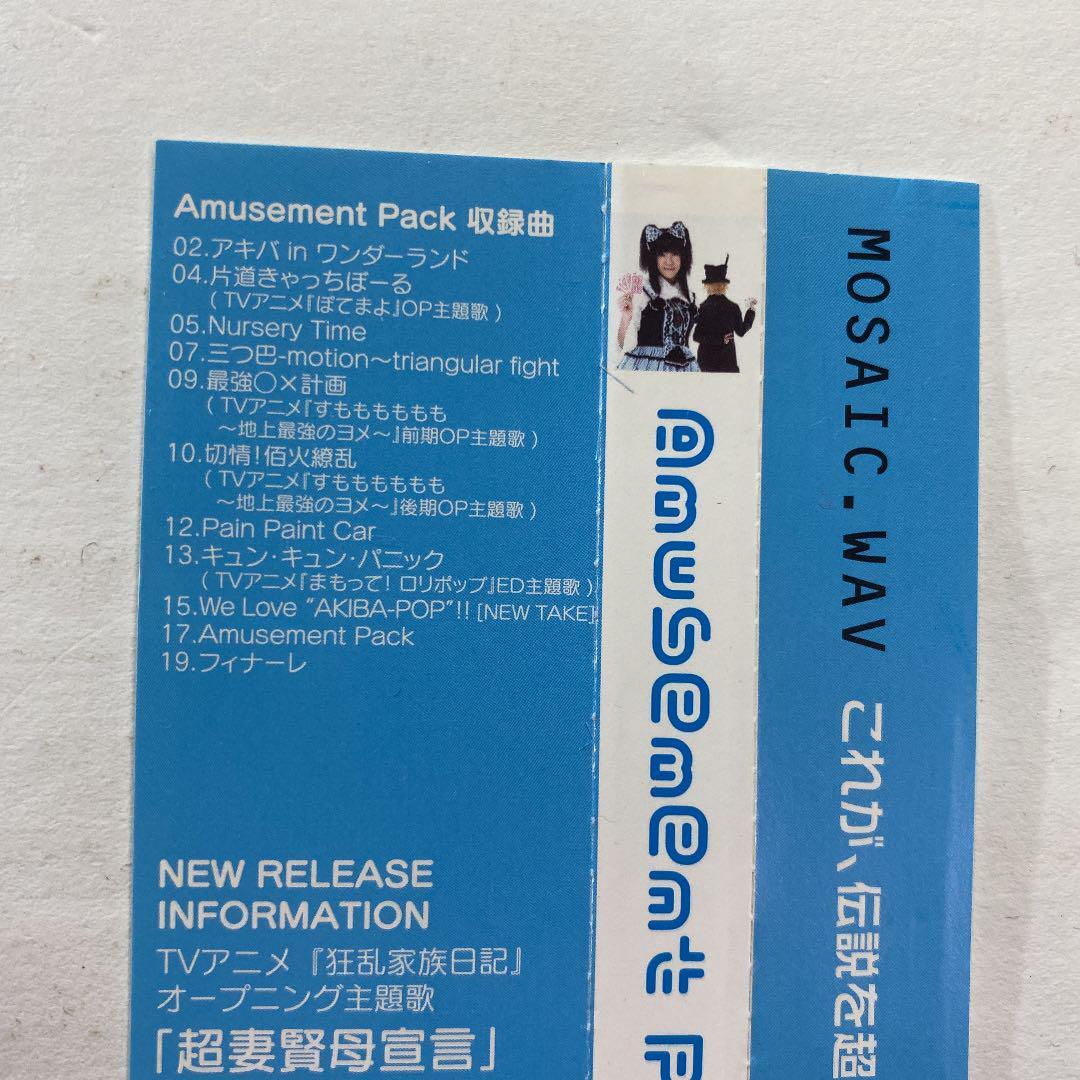 Amusement Pack 収録曲
02.アキバ in ワンダーランド
04.片道きゃっちぼーる
( TVアニメ『ぽてまよ』OP主題歌 )
05.Nursery Time
07.三つ巴-motion～triangular fight
09.最強○×計画
( TVアニメ『すもももももも
～地上最強のヨメ～』前期OP主題歌 )
10.切情!佰火繚乱
( TVアニメ『すもももももも
～地上最強のヨメ～』後期OP主題歌 )
12.Pain Paint Car
13.キュン・キュン・パニック
( TVアニメ『まもって! ロリポップ』ED主題歌 )
15.We Love "AKIBA-POP"!! [NEW TAKE]
17.Amusement Pack
19.フィナーレ
NEW RELEASE
INFORMATION
TVアニメ『狂乱家族日記』
オープニング主題歌
「超妻賢母宣言」
Amusement P
MOSAIC.WAV これが、伝説を超